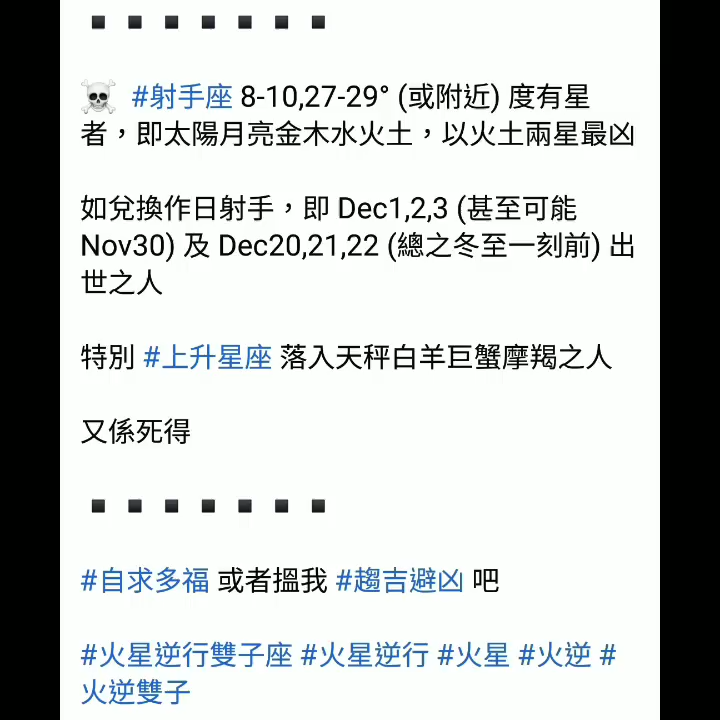 #射手座 8-10,27-29° (或附近) 度有星
者，即太陽月亮金木水火土，以火土兩星最凶
如兌換作日射手，即 Dec1,2,3 (甚至可能
Nov30) 及 Dec20,21,22 (總之冬至一刻前) 出
世之人
特別 #上升星座 落入天秤白羊巨蟹摩羯之人
又係死得
#自求多福 或者搵我 #趨吉避凶 吧
#火星逆行雙子座 #火星逆行 #火星 #火逆 #
火逆雙子